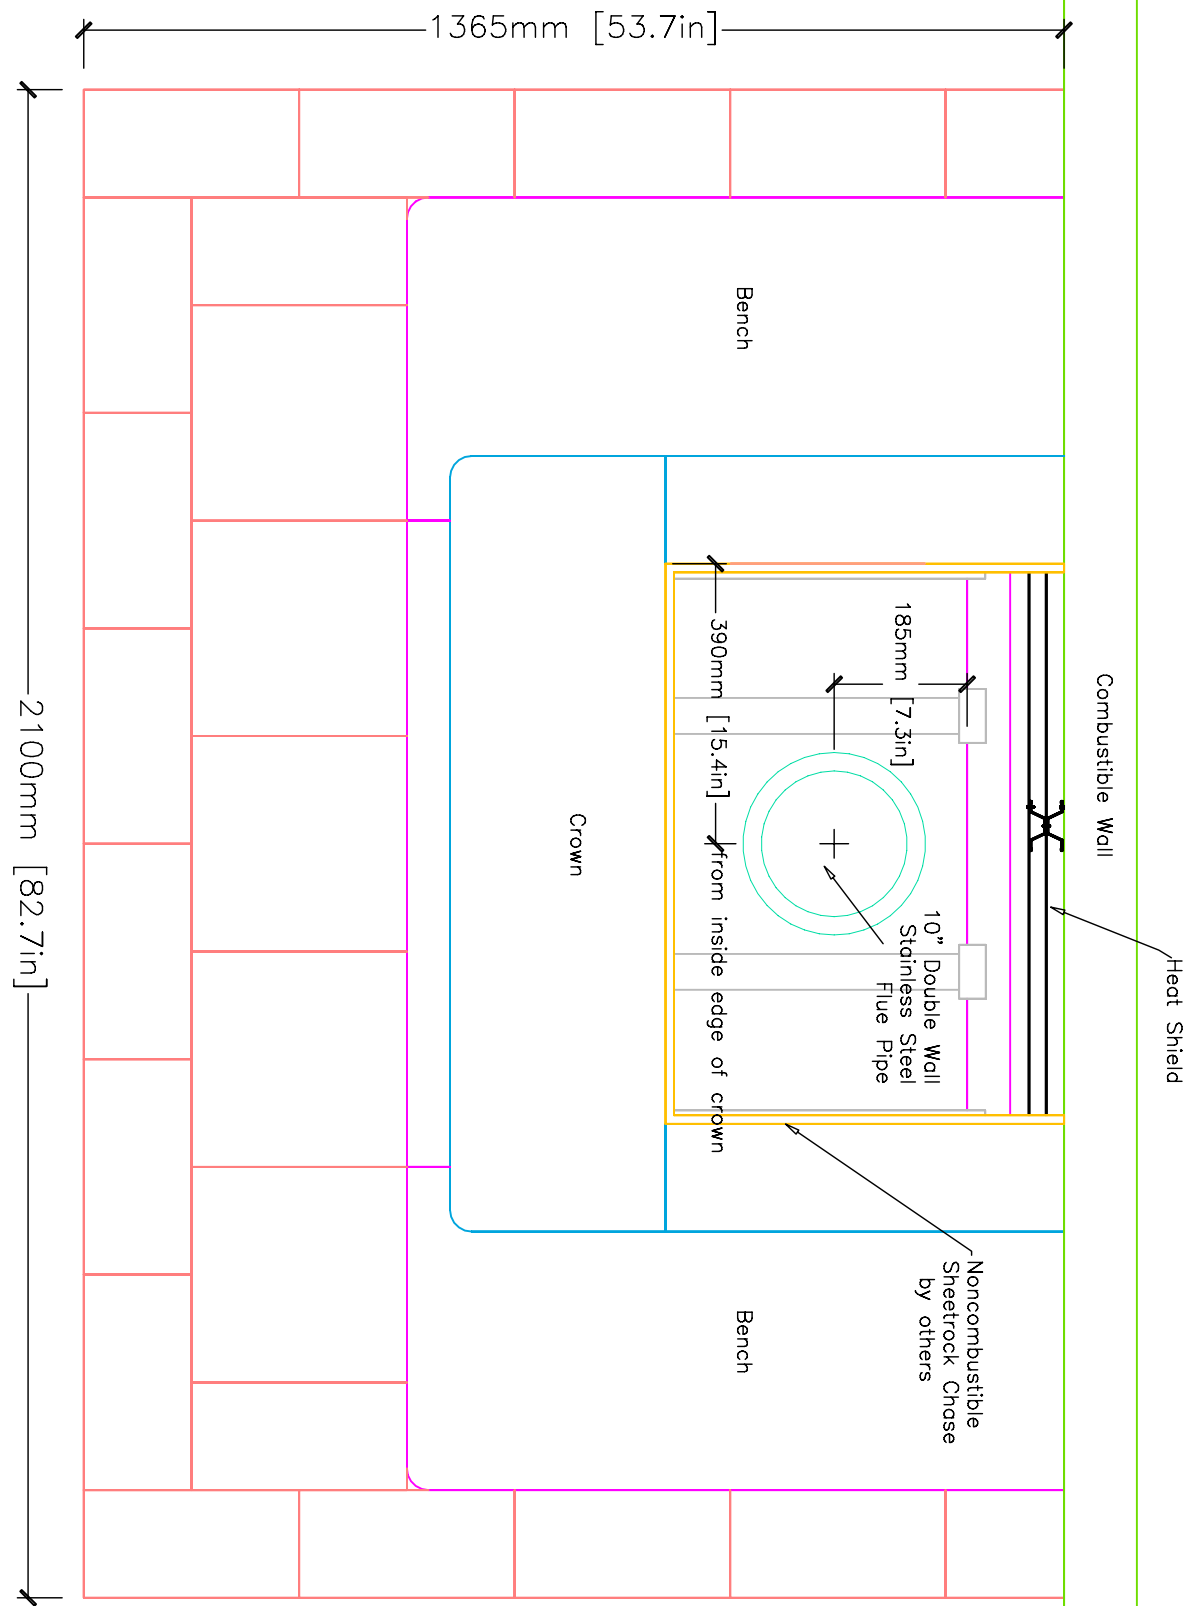 1365mm [53.7in]
2100mm [82.7in]
Heat Shield
Combustible Wall
10" Double Wall
Stainless Steel
Flue Pipe
185mm [7.3in]
390mm [15.4in]
from inside edge of crown
Noncombustible
Sheetrock Chase
by others
Bench
Bench
Crown